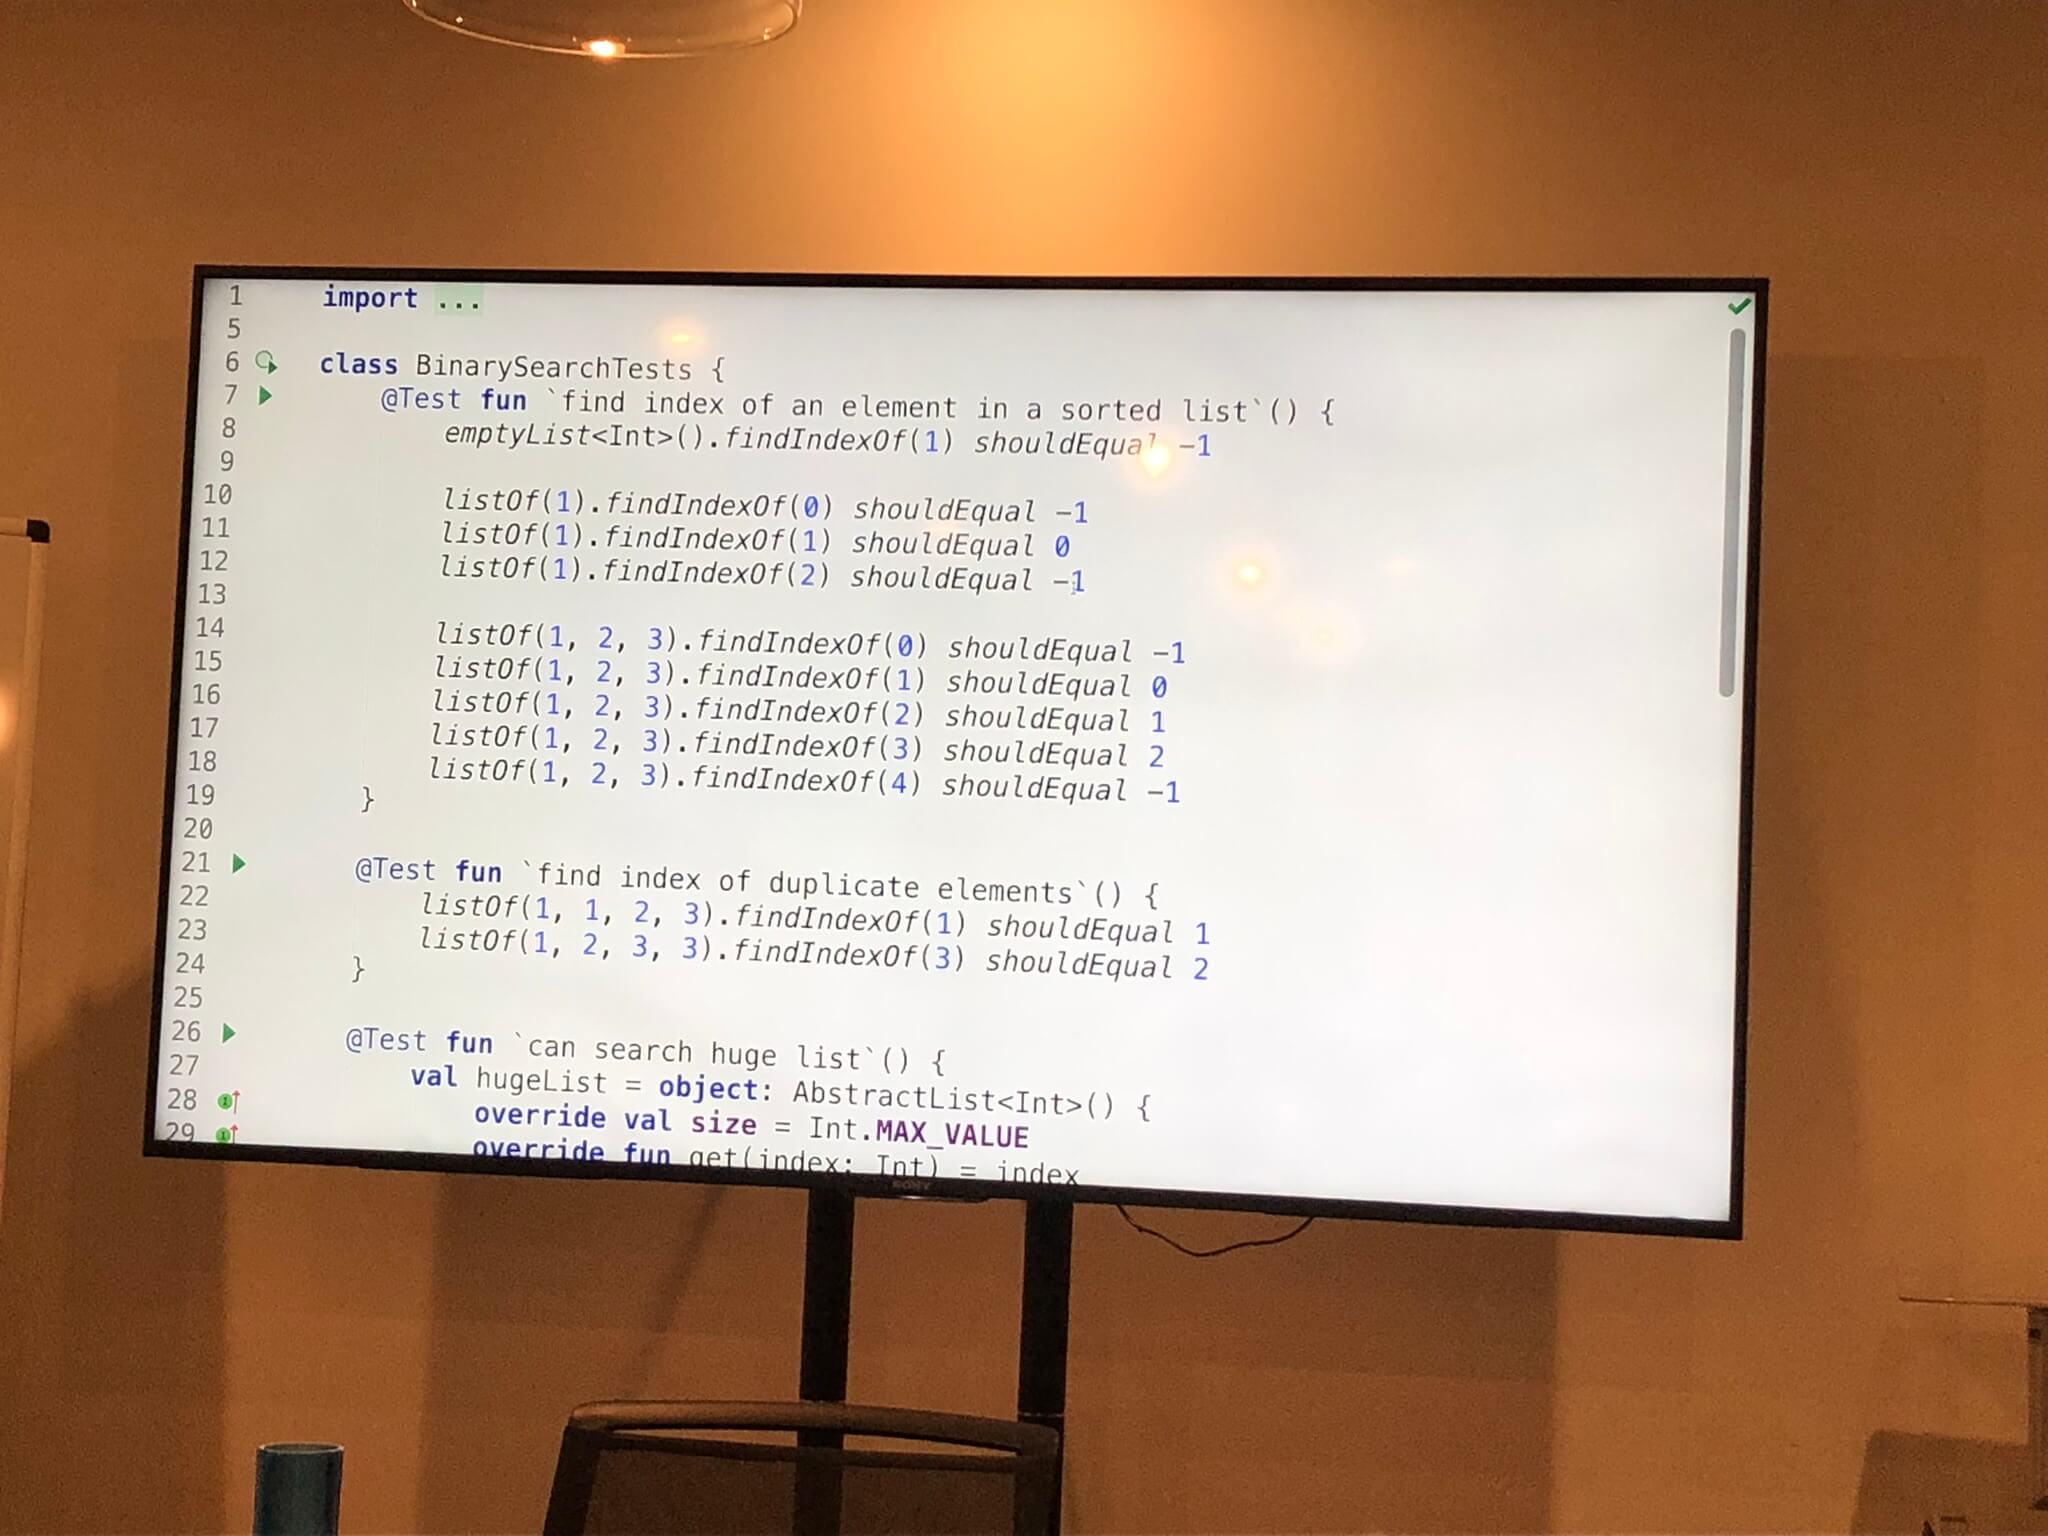 1 import ...
5
6 class BinarySearchTests {
7 @Test fun `find index of an element in a sorted list`() {
8 emptyList<Int>().findIndexOf(1) shouldEqual -1
9
10 listOf(1).findIndexOf(0) shouldEqual -1
11 listOf(1).findIndexOf(1) shouldEqual 0
12 listOf(1).findIndexOf(2) shouldEqual -1
13
14 listOf(1, 2, 3).findIndexOf(0) shouldEqual -1
15 listOf(1, 2, 3).findIndexOf(1) shouldEqual 0
16 listOf(1, 2, 3).findIndexOf(2) shouldEqual 1
17 listOf(1, 2, 3).findIndexOf(3) shouldEqual 2
18 listOf(1, 2, 3).findIndexOf(4) shouldEqual -1
19 }
20
21 @Test fun `find index of duplicate elements`() {
22 listOf(1, 1, 2, 3).findIndexOf(1) shouldEqual 1
23 listOf(1, 2, 3, 3).findIndexOf(3) shouldEqual 2
24 }
25
26 @Test fun `can search huge list`() {
27 val hugeList = object: AbstractList<Int>() {
28 override val size = Int.MAX_VALUE
29 override fun get(index: Int) = index
SONY